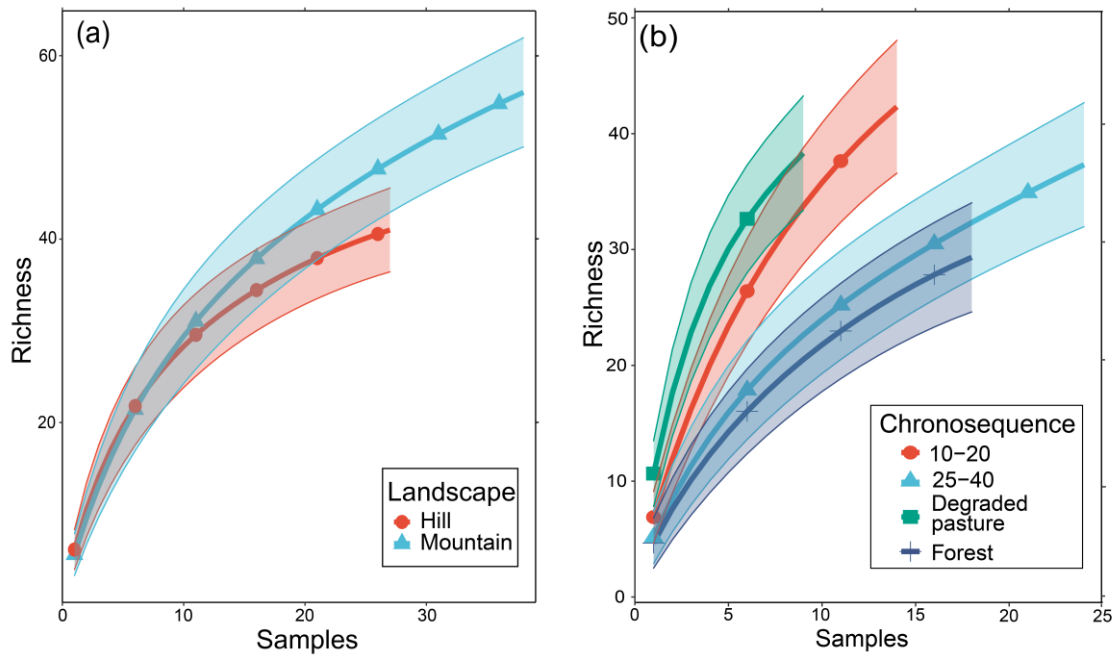 (a)
60
40
20
Richness
0
10
20
30
Samples
Landscape
Hill
Mountain
(b)
50
40
30
20
10
0
Richness
0
5
10
15
20
25
Samples
Chronosequence
10−20
25−40
Degraded
pasture
Forest